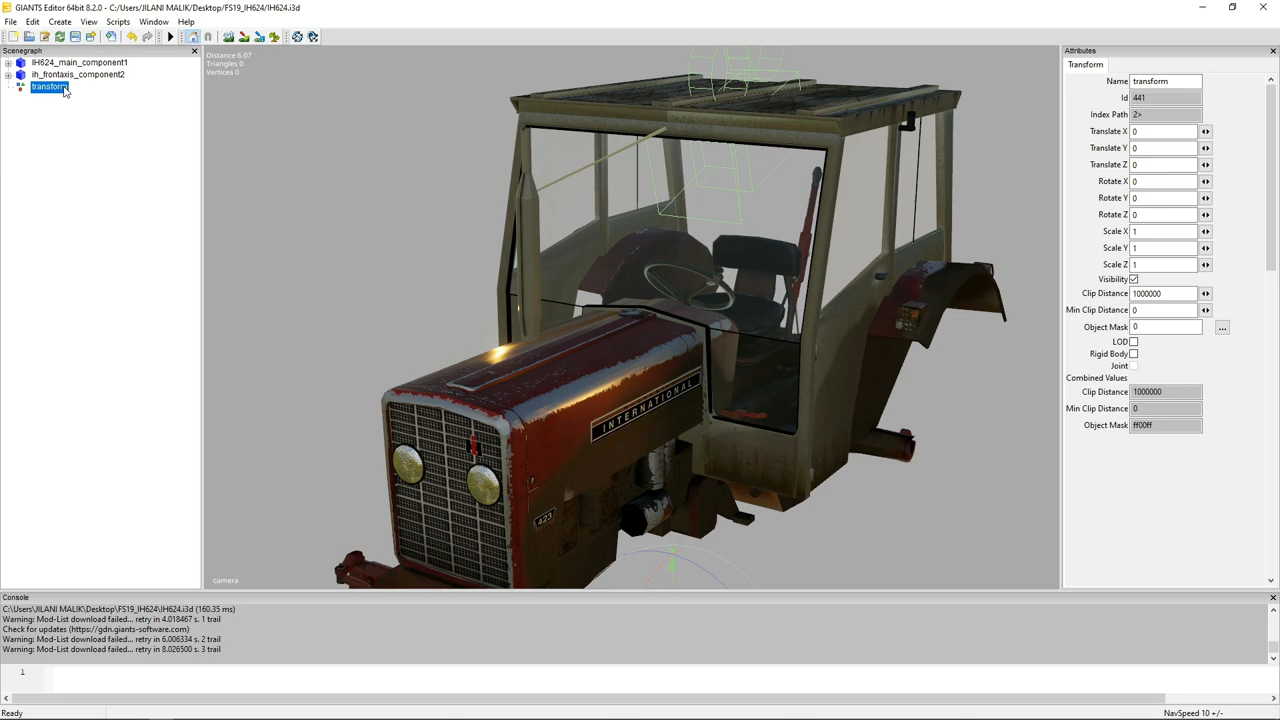 GIANTS Editor 64bit 8.2.0 - C:/Users/JILANI MALIK/Desktop/FS19_IH624/IH624.i3d
File Edit Create View Scripts Window Help
Scenegraph
IH624_main_component1
ih_frontaxis_component2
transform
Distance 6.07
Triangles 0
Vertices 0
INTERNATIONAL
423
camera
Attributes
Transform
Name transform
Id 441
Index Path 2>
Translate X 0
Translate Y 0
Translate Z 0
Rotate X 0
Rotate Y 0
Rotate Z 0
Scale X 1
Scale Y 1
Scale Z 1
Visibility
Clip Distance 1000000
Min Clip Distance 0
Object Mask 0 ...
LOD
Rigid Body
Joint
Combined Values
Clip Distance 1000000
Min Clip Distance 0
Object Mask ff00ff
Console
C:\Users\JILANI MALIK\Desktop\FS19_IH624\IH624.i3d (160.35 ms)
Warning: Mod-List download failed... retry in 4.018467 s. 1 trail
Check for updates (https://gdn.giants-software.com)
Warning: Mod-List download failed... retry in 6.006334 s. 2 trail
Warning: Mod-List download failed... retry in 8.026500 s. 3 trail
1
Ready
NavSpeed 10 +/-